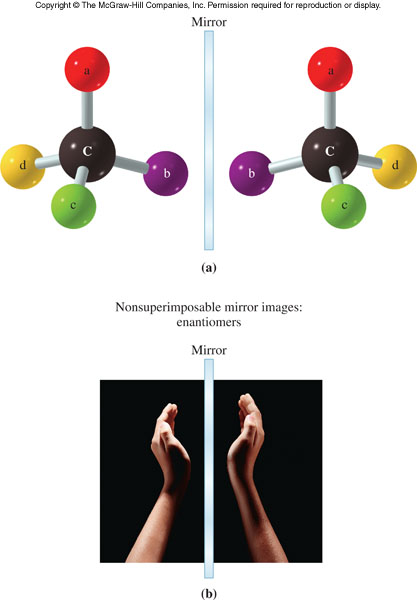 Copyright © The McGraw-Hill Companies, Inc. Permission required for reproduction or display.
Mirror
a
a
C
C
d
b
b
d
c
c
(a)
Nonsuperimposable mirror images:
enantiomers
Mirror
(b)